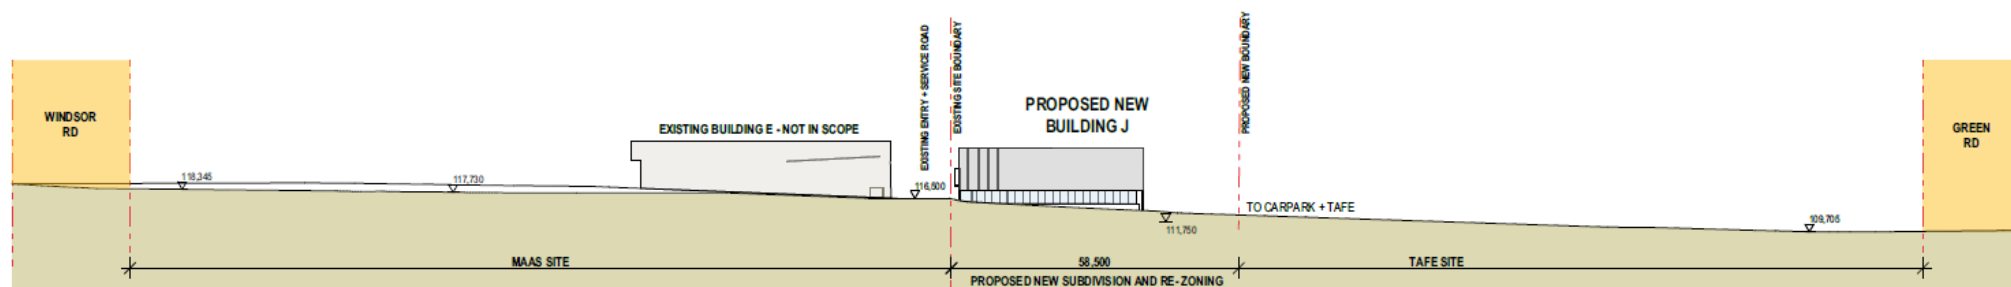 WINDSOR
RD
118,345
117,730
EXISTING BUILDING E - NOT IN SCOPE
EXISTING ENTRY + SERVICE ROAD
116,500
EXISTING SITE BOUNDARY
PROPOSED NEW
BUILDING J
PROPOSED NEW BOUNDARY
111,750
TO CARPARK + TAFE
109,705
GREEN
RD
MAAS SITE
58,500
TAFE SITE
PROPOSED NEW SUBDIVISION AND RE-ZONING